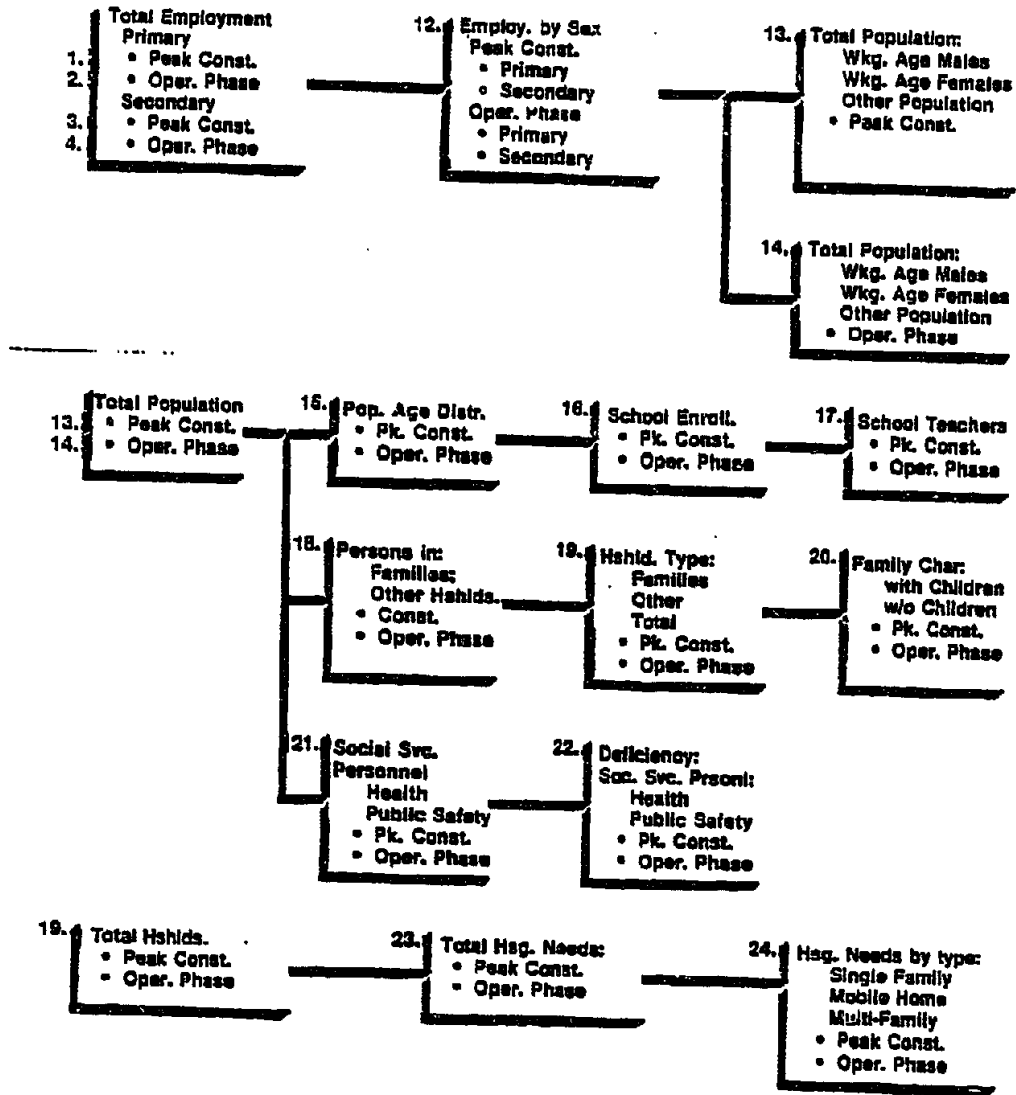 Total Employment
Primary
1. • Peak Const.
2. • Oper. Phase
Secondary
3. • Peak Const.
4. • Oper. Phase
12. Employ. by Sex
Peak Const.
• Primary
• Secondary
Oper. Phase
• Primary
• Secondary
13. Total Population:
Wkg. Age Males
Wkg. Age Females
Other Population
• Peak Const.
14. Total Population:
Wkg. Age Males
Wkg. Age Females
Other Population
• Oper. Phase
Total Population
13. • Peak Const.
14. • Oper. Phase
15. Pop. Age Distr.
• Pk. Const.
• Oper. Phase
16. School Enroll.
• Pk. Const.
• Oper. Phase
17. School Teachers
• Pk. Const.
• Oper. Phase
18. Persons in:
Families:
Other Hshlds.
• Const.
• Oper. Phase
19. Hshld. Type:
Families
Other
Total
• Pk. Const.
• Oper. Phase
20. Family Char:
with Children
w/o Children
• Pk. Const.
• Oper. Phase
21. Social Svc.
Personnel
Health
Public Safety
• Pk. Const.
• Oper. Phase
22. Deficiency:
Soc. Svc. Prsonl:
Health
Public Safety
• Pk. Const.
• Oper. Phase
19. Total Hshlds.
• Peak Const.
• Oper. Phase
23. Total Hsg. Needs:
• Peak Const.
• Oper. Phase
24. Hsg. Needs by type:
Single Family
Mobile Home
Multi-Family
• Peak Const.
• Oper. Phase